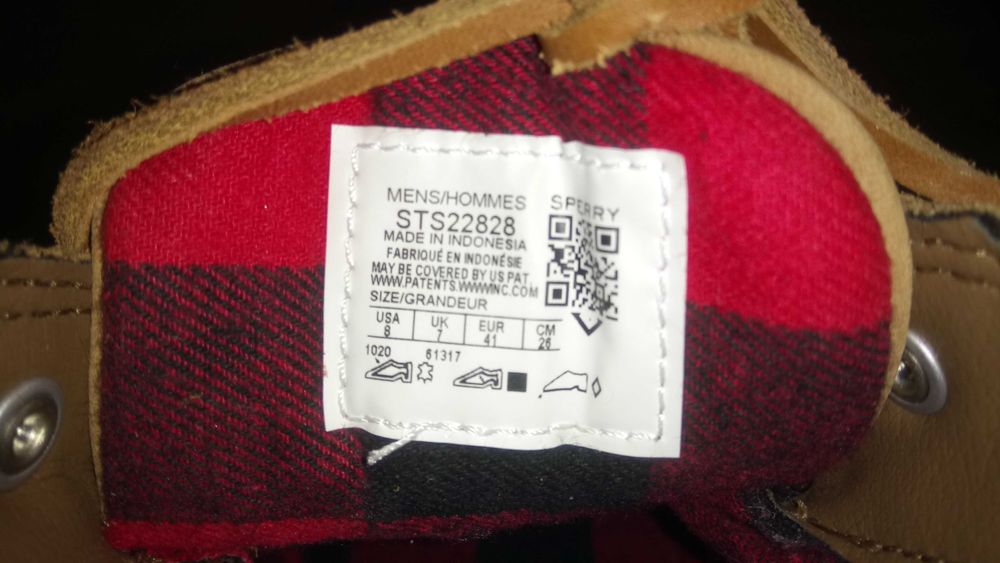 MENS/HOMMES
SPERRY
STS22828
MADE IN INDONESIA
FABRIQUÉ EN INDONÉSIE
MAY BE COVERED BY US PAT.
WWW.PATENTS.WWWINC.COM
SIZE/GRANDEUR
USA UK EUR CM
8 7 41 26
1020 61317